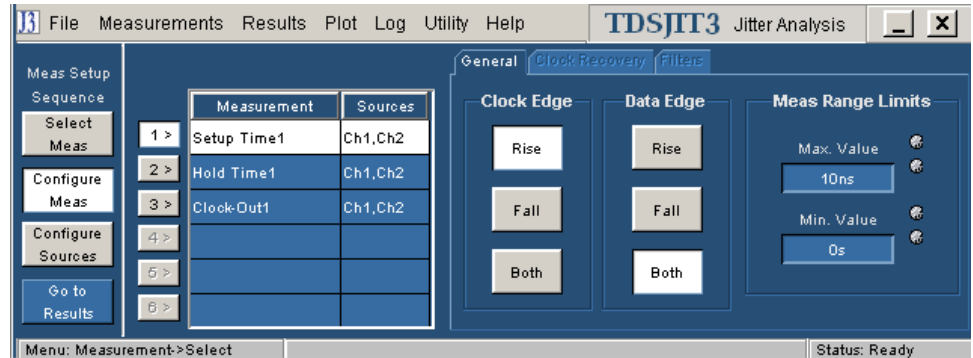 J3 File Measurements Results Plot Log Utility Help TDSJIT3 Jitter Analysis
General Clock Recovery Filters
Meas Setup
Sequence
Select
Meas
Configure
Meas
Configure
Sources
Go to
Results
Measurement Sources
1 > Setup Time1 Ch1,Ch2
2 > Hold Time1 Ch1,Ch2
3 > Clock-Out1 Ch1,Ch2
4 >
5 >
6 >
Clock Edge
Rise
Fall
Both
Data Edge
Rise
Fall
Both
Meas Range Limits
Max. Value
10ns
Min. Value
0s
Menu: Measurement->Select Status: Ready